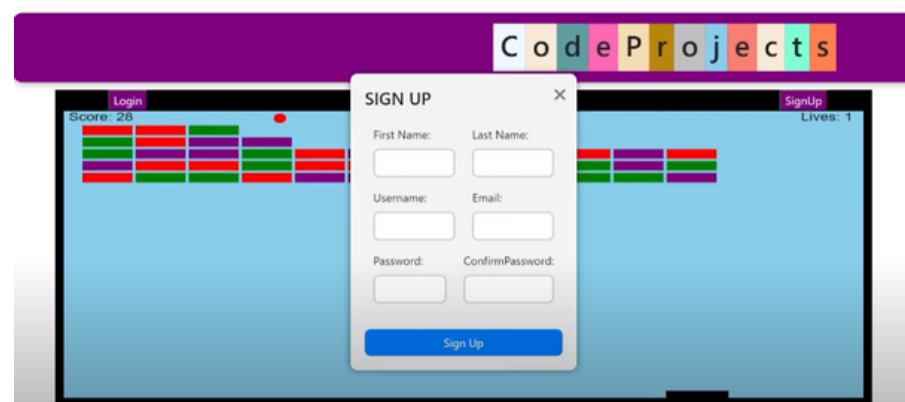 CodeProjects
Login
SignUp
Score: 28
Lives: 1
SIGN UP ×
First Name: Last Name:
Username: Email:
Password: ConfirmPassword:
Sign Up